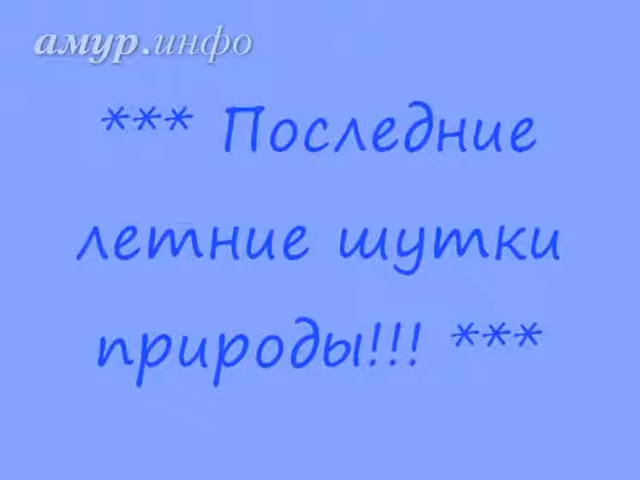 амур.инфо
*** Последние
летние шутки
природы!!! ***